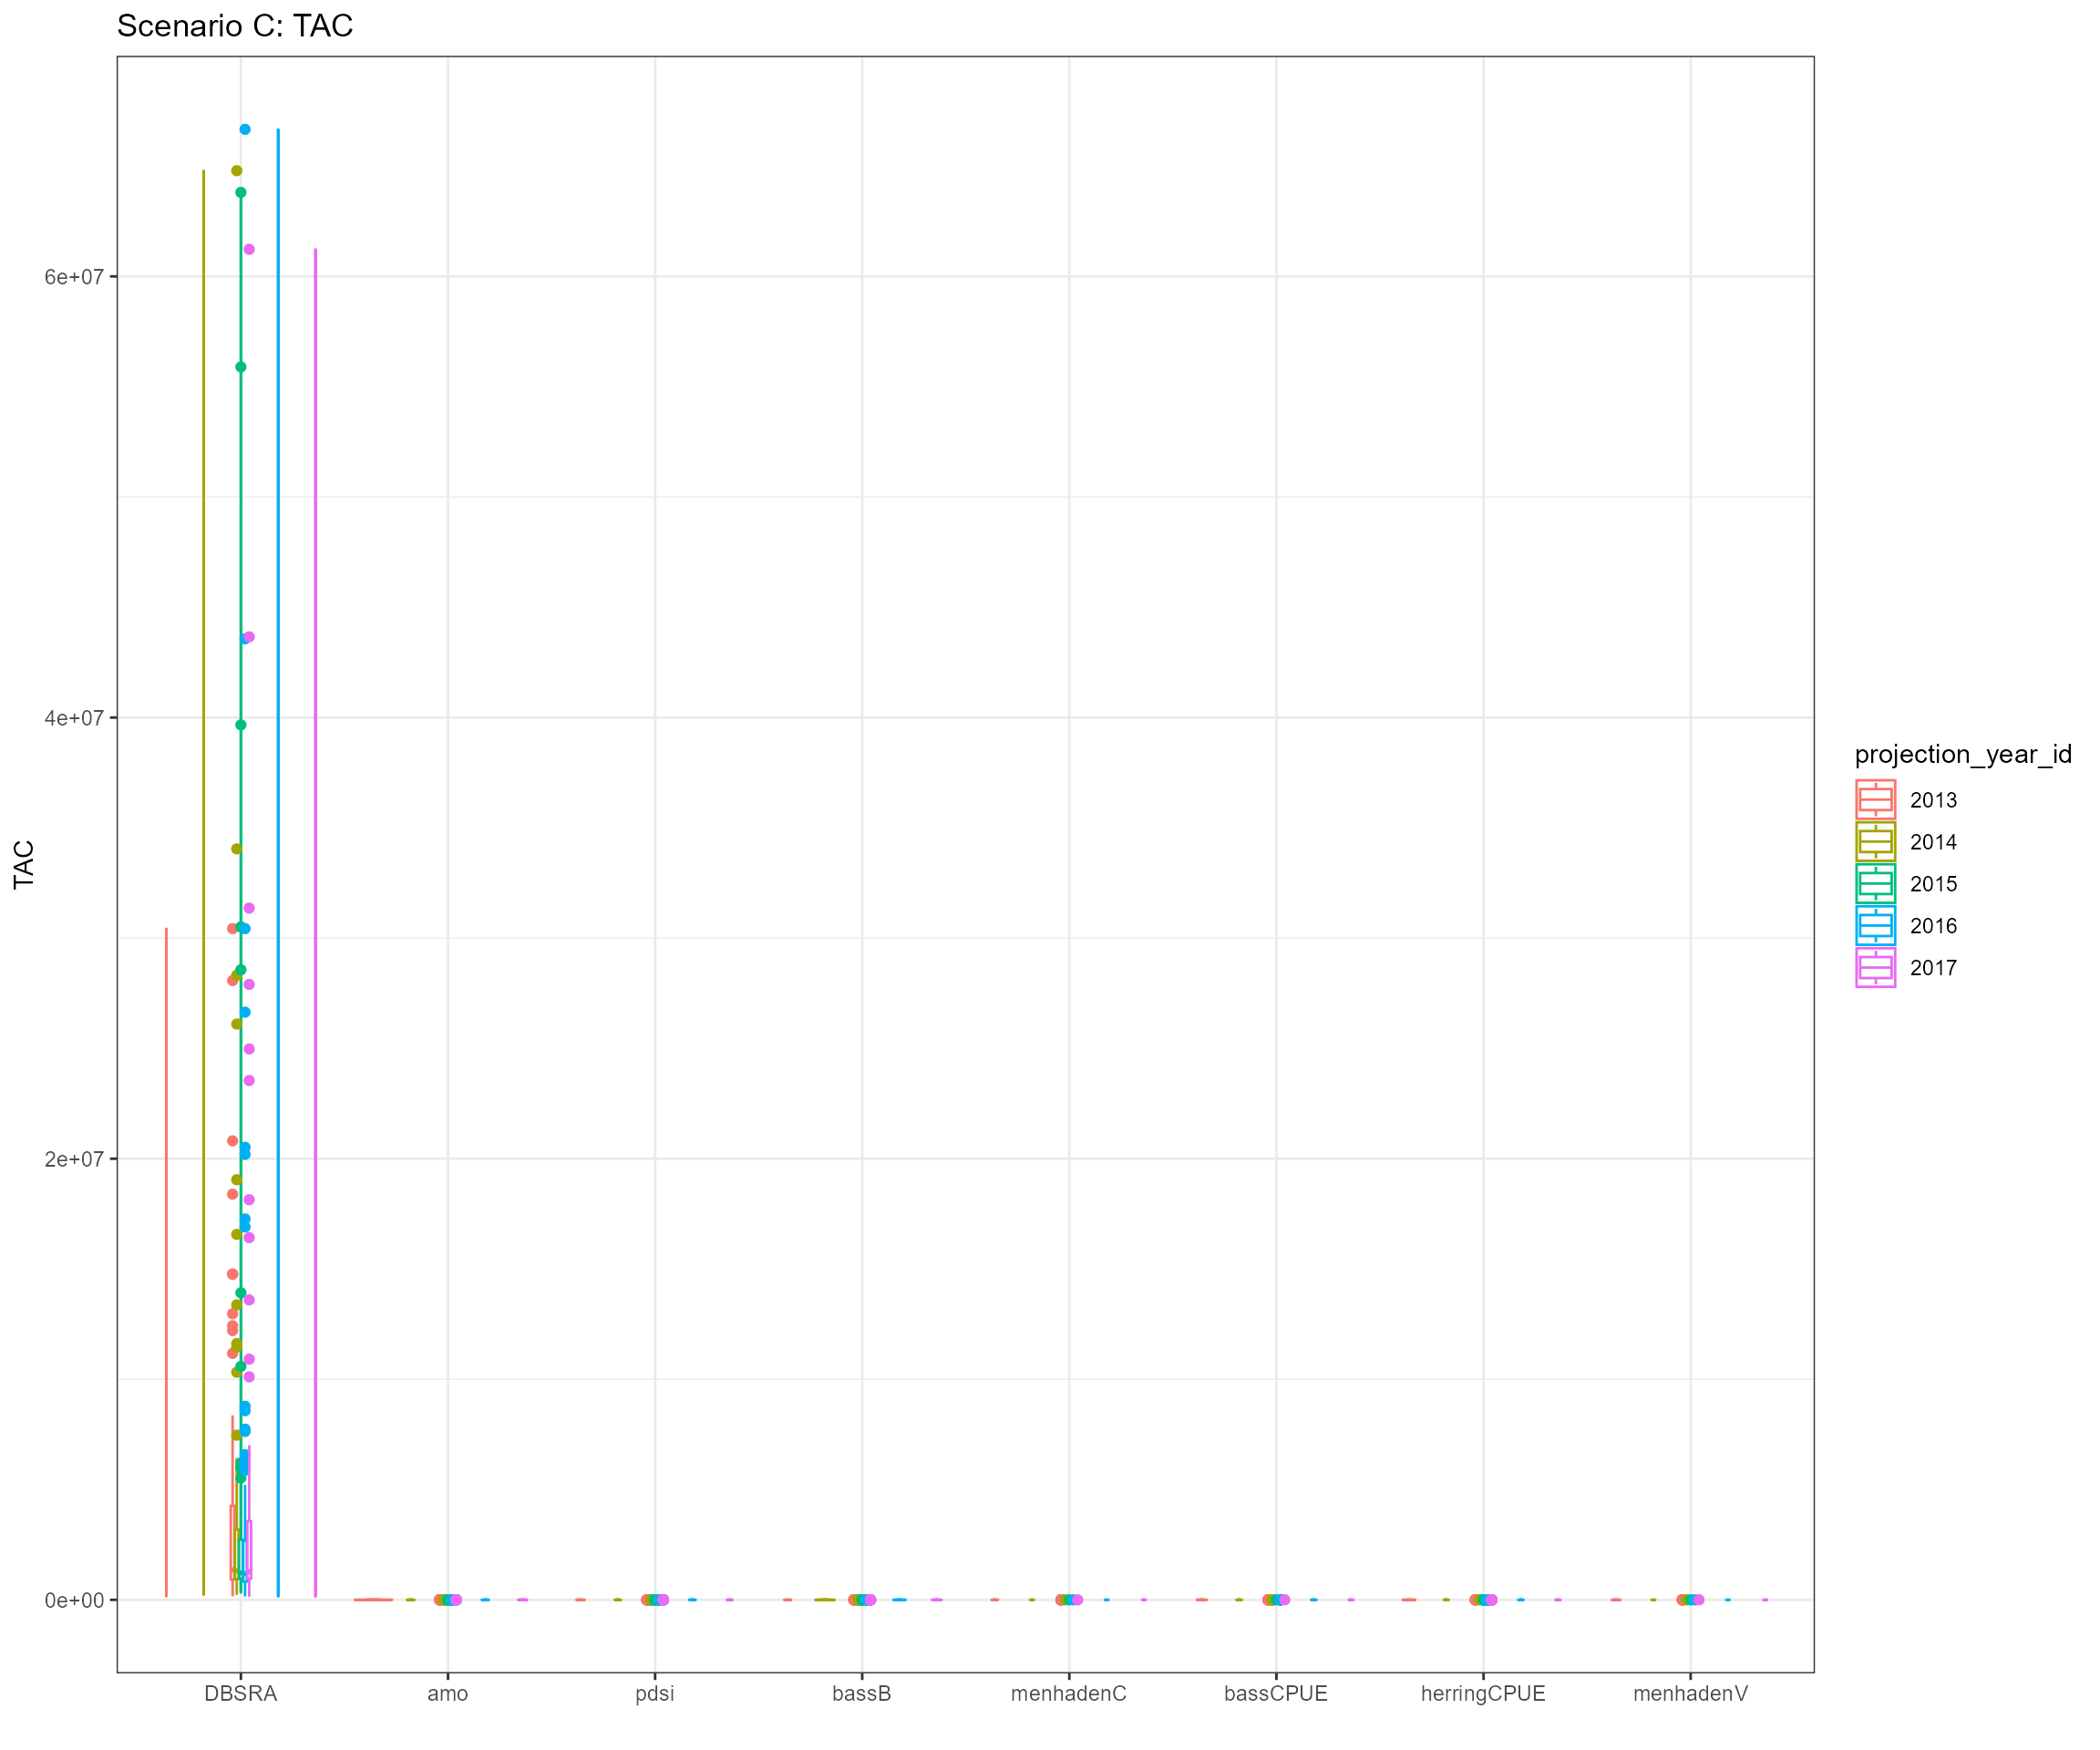 Scenario C: TAC
6e+07
4e+07
2e+07
0e+00
TAC
DBSRA amo pdsi bassB menhadenC bassCPUE herringCPUE menhadenV
projection_year_id
2013
2014
2015
2016
2017